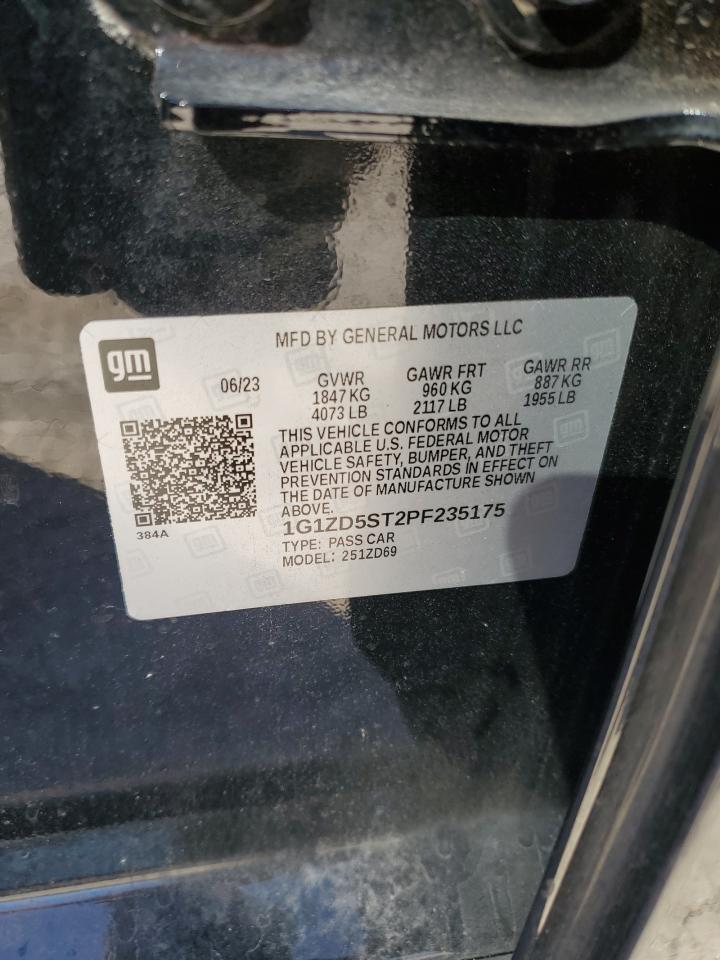 gm
MFD BY GENERAL MOTORS LLC
06/23
GVWR
1847 KG
4073 LB
GAWR FRT
960 KG
2117 LB
GAWR RR
887 KG
1955 LB
THIS VEHICLE CONFORMS TO ALL
APPLICABLE U.S. FEDERAL MOTOR
VEHICLE SAFETY, BUMPER, AND THEFT
PREVENTION STANDARDS IN EFFECT ON
THE DATE OF MANUFACTURE SHOWN
ABOVE.
384A
1G1ZD5ST2PF235175
TYPE: PASS CAR
MODEL: 251ZD69